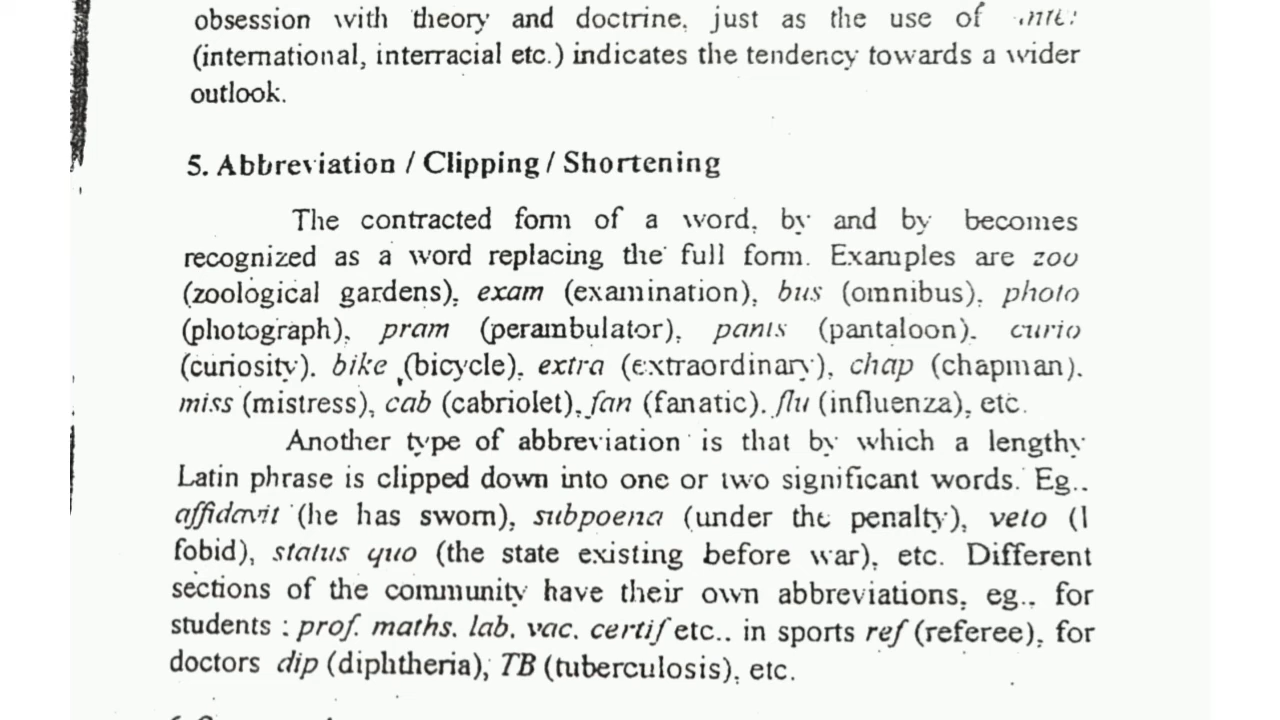 obsession with theory and doctrine, just as the use of
(international, interracial etc.) indicates the tendency towards a wider
outlook.
5. Abbreviation / Clipping / Shortening
The contracted form of a word, by and by becomes
recognized as a word replacing the full form. Examples are zoo
(zoological gardens), exam (examination), bus (omnibus), photo
(photograph), pram (perambulator), pants (pantaloon). curio
(curiosity). bike (bicycle), extra (extraordinary), chap (chapman).
miss (mistress), cab (cabriolet), fan (fanatic). flu (influenza), etc.
Another type of abbreviation is that by which a lengthy
Latin phrase is clipped down into one or two significant words. Eg..
affidavit (he has sworn), subpoena (under the penalty), veto (I
fobid), status quo (the state existing before war), etc. Different
sections of the community have their own abbreviations, eg., for
students : prof. maths. lab. vac. certif etc.. in sports ref (referee), for
doctors dip (diphtheria), TB (tuberculosis), etc.